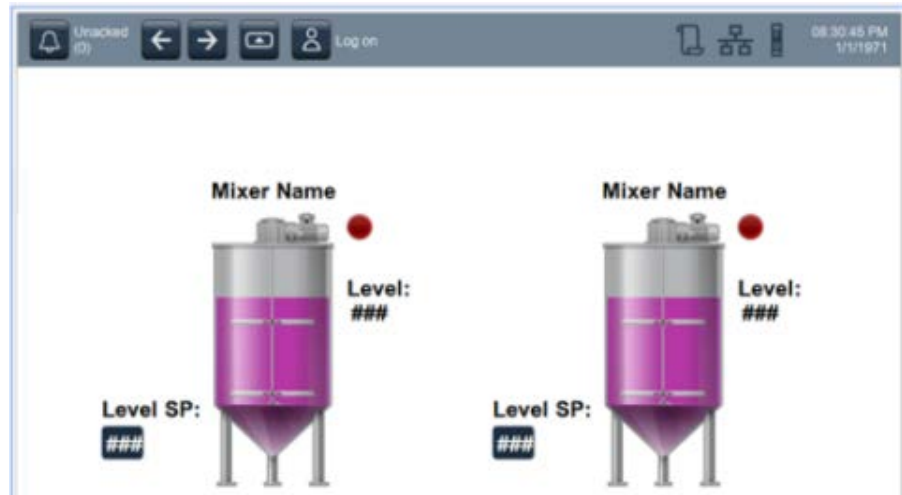 Unacked
(0)
Log on
08:30:45 PM
1/1/1971
Mixer Name
Mixer Name
Level:
###
Level:
###
Level SP:
###
Level SP:
###